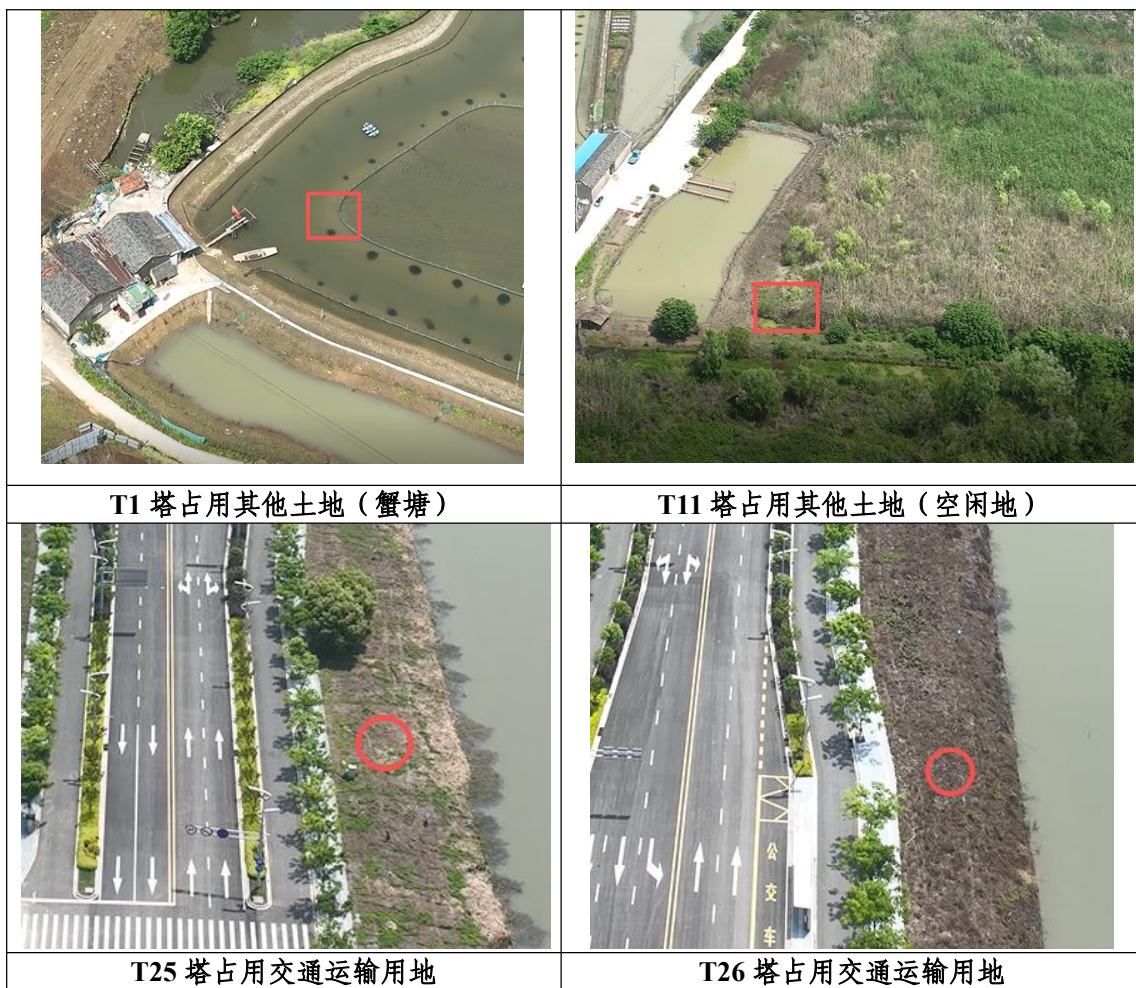 T1 塔占用其他土地（蟹塘）
T11 塔占用其他土地（空闲地）
公
交
车
T25 塔占用交通运输用地
T26 塔占用交通运输用地